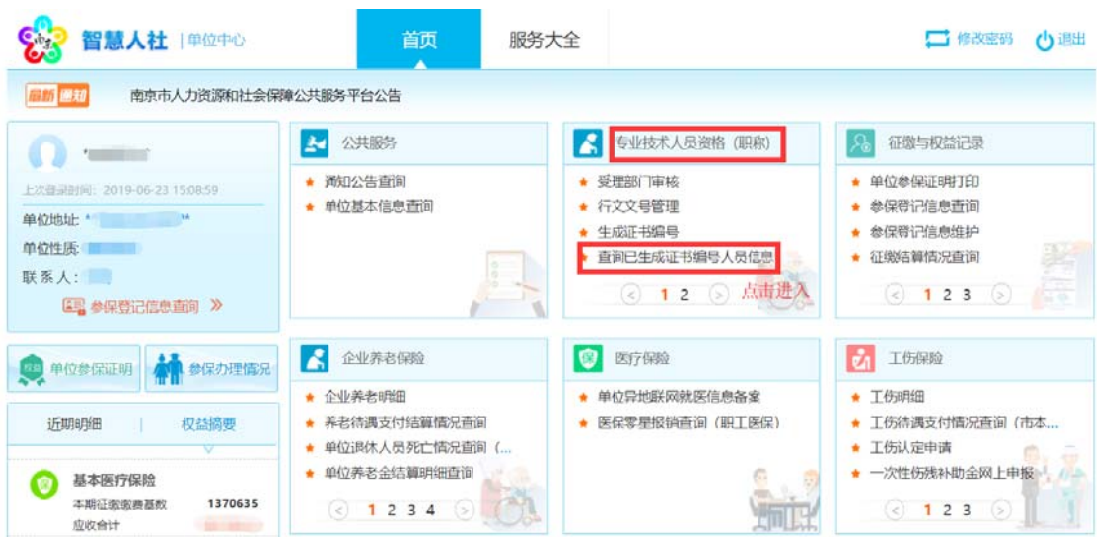 智慧人社 | 单位中心
首页
服务大全
修改密码
退出
最新 通知
南京市人力资源和社会保障公共服务平台公告
上次登录时间: 2019-06-23 15:08:59
单位地址:
单位性质:
联系人:
参保登记信息查询 》
单位参保证明
参保办理情况
近期明细 | 权益摘要
基本医疗保险
本期征缴缴费基数 1370635
应收合计
公共服务
通知公告查询
单位基本信息查询
专业技术人员资格（职称）
受理部门审核
行文文号管理
生成证书编号
查询已生成证书编号人员信息
< 1 2 > 点击进入
征缴与权益记录
单位参保证明打印
参保登记信息查询
参保登记信息维护
征缴结算情况查询
< 1 2 3 >
企业养老保险
企业养老明细
养老待遇支付结算情况查询
单位退休人员死亡情况查询（...
单位养老金结算明细查询
< 1 2 3 4 >
保
医疗保险
单位异地联网就医信息备案
医保零星报销查询（职工医保）
工伤保险
工伤明细
工伤待遇支付情况查询（市本...
工伤认定申请
一次性伤残补助金网上申报
< 1 2 3 >